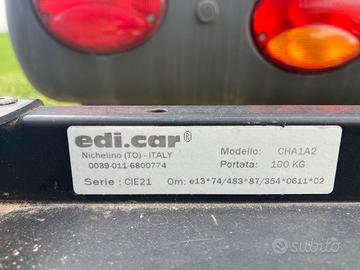 edi.car®
Nichelino (TO) - ITALY
0039-011-6800774
Modello: CHA1A2
Portata: 100 KG
Serie : CIE21 Om: e13*74/483*87/354*0611*02
subito